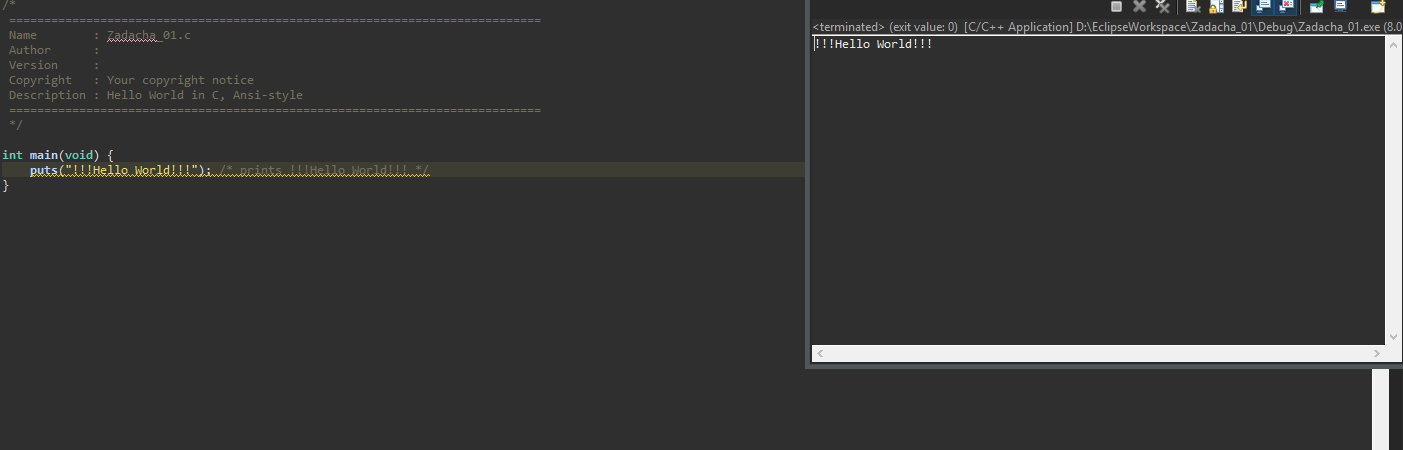 /*
============================================================================
Name        : Zadacha_01.c
Author      :
Version     :
Copyright   : Your copyright notice
Description : Hello World in C, Ansi-style
============================================================================
*/
int main(void) {
puts("!!!Hello World!!!"); /* prints !!!Hello World!!! */
}
<terminated> (exit value: 0) [C/C++ Application] D:\EclipseWorkspace\Zadacha_01\Debug\Zadacha_01.exe (8.0
!!!Hello World!!!